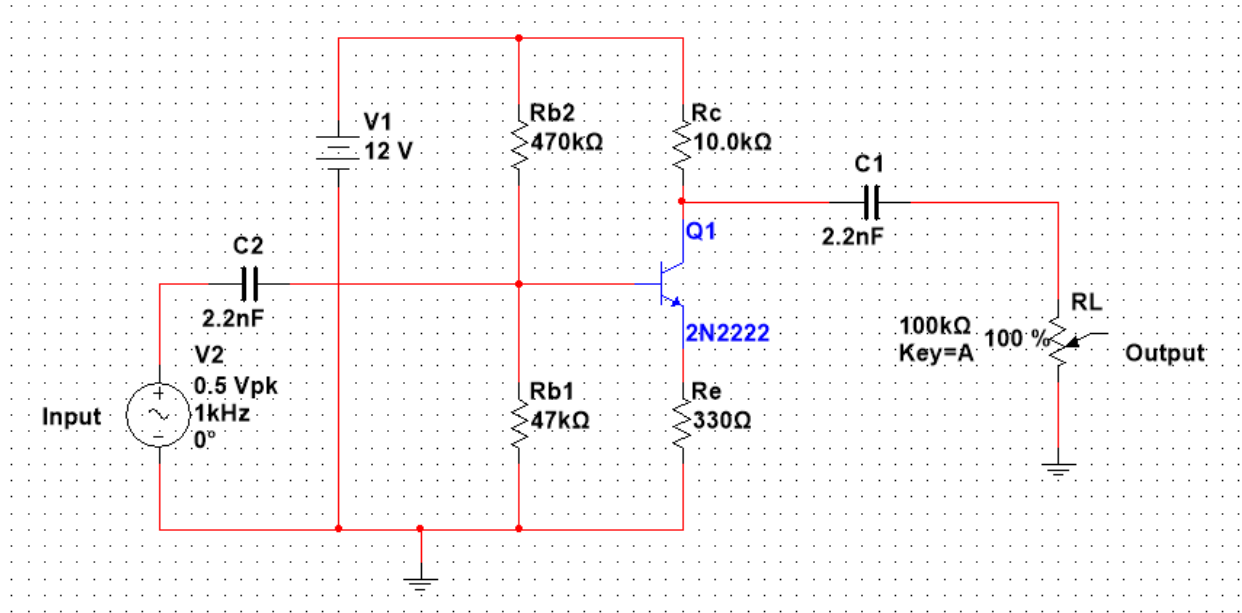 V1
12 V
Rb2
470kΩ
Rc
10.0kΩ
C1
2.2nF
Q1
2N2222
C2
2.2nF
V2
0.5 Vpk
1kHz
0°
Input
Rb1
47kΩ
Re
330Ω
RL
100kΩ
Key=A
100 %
Output